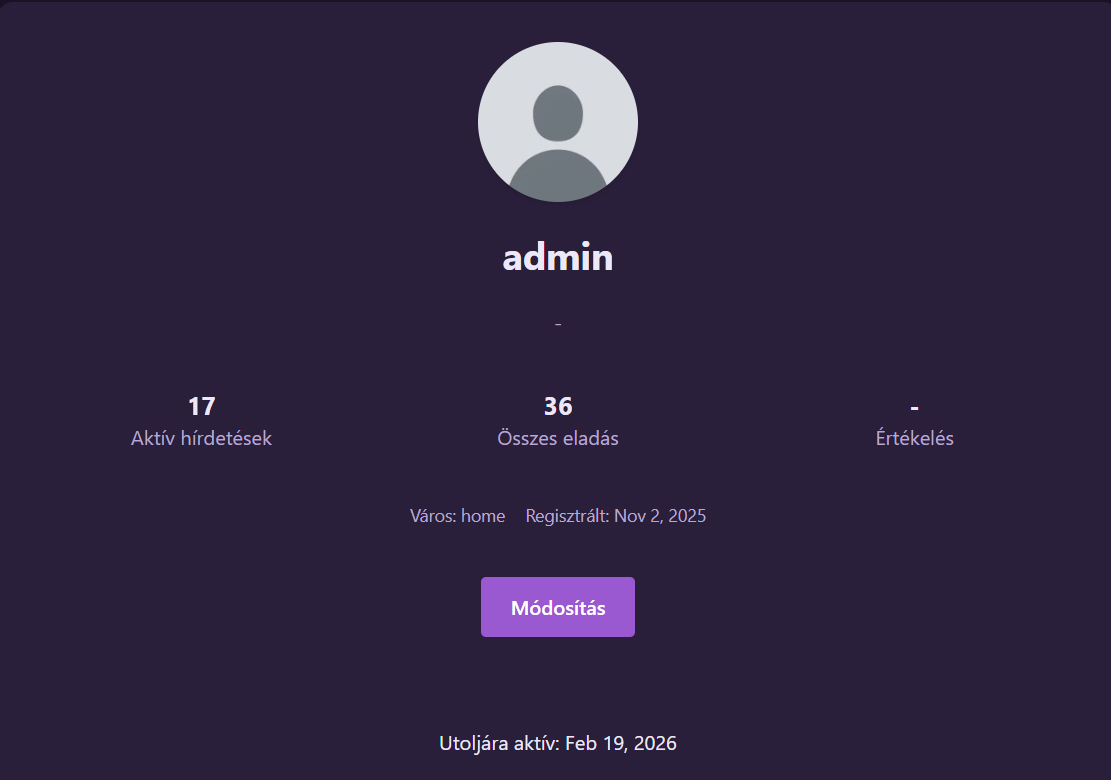 admin
-
17
Aktív hírdetések
36
Összes eladás
-
Értékelés
Város: home Regisztrált: Nov 2, 2025
Módosítás
Utoljára aktív: Feb 19, 2026